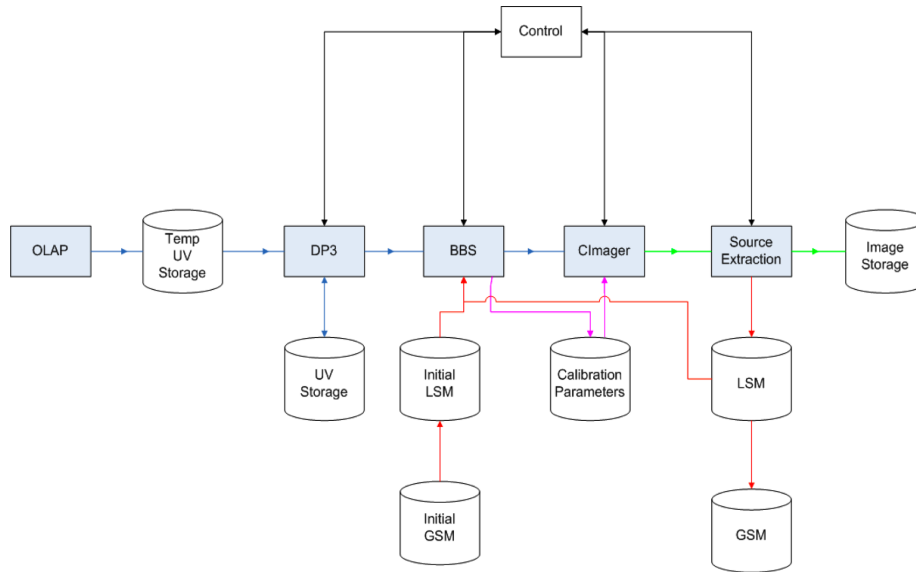 Control
OLAP
Temp
UV
Storage
DP3
BBS
CImager
Source
Extraction
Image
Storage
UV
Storage
Initial
LSM
Calibration
Parameters
LSM
Initial
GSM
GSM